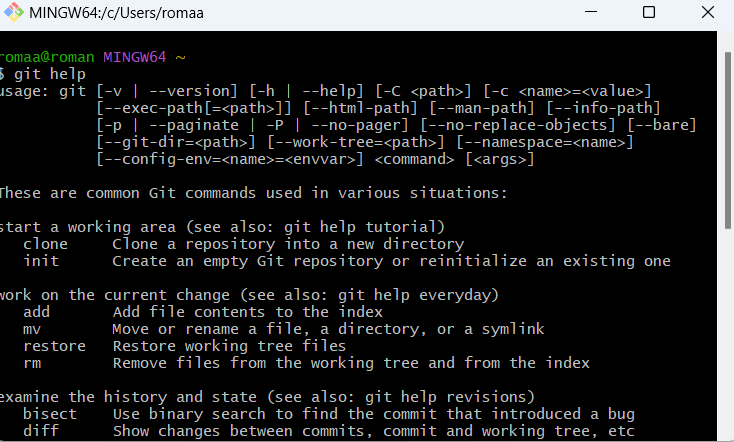 MINGW64:/c/Users/romaa
romaa@roman MINGW64 ~
$ git help
usage: git [-v | --version] [-h | --help] [-C <path>] [-c <name>=<value>]
           [--exec-path[=<path>]] [--html-path] [--man-path] [--info-path]
           [-p | --paginate | -P | --no-pager] [--no-replace-objects] [--bare]
           [--git-dir=<path>] [--work-tree=<path>] [--namespace=<name>]
           [--config-env=<name>=<envvar>] <command> [<args>]
These are common Git commands used in various situations:
start a working area (see also: git help tutorial)
   clone     Clone a repository into a new directory
   init      Create an empty Git repository or reinitialize an existing one
work on the current change (see also: git help everyday)
   add       Add file contents to the index
   mv        Move or rename a file, a directory, or a symlink
   restore   Restore working tree files
   rm        Remove files from the working tree and from the index
examine the history and state (see also: git help revisions)
   bisect    Use binary search to find the commit that introduced a bug
   diff      Show changes between commits, commit and working tree, etc